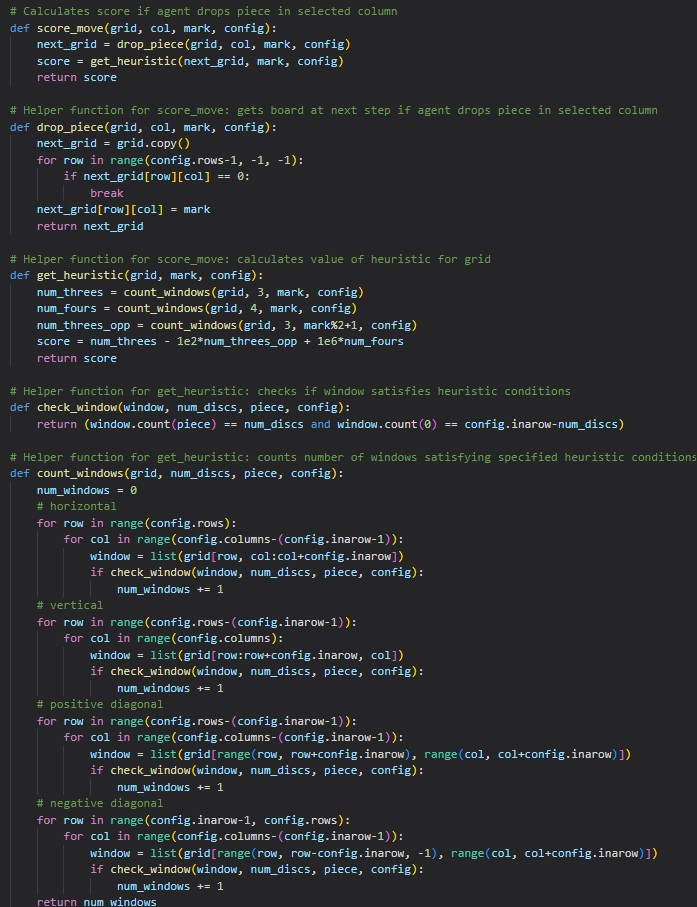 # Calculates score if agent drops piece in selected column
def score_move(grid, col, mark, config):
    next_grid = drop_piece(grid, col, mark, config)
    score = get_heuristic(next_grid, mark, config)
    return score

# Helper function for score_move: gets board at next step if agent drops piece in selected column
def drop_piece(grid, col, mark, config):
    next_grid = grid.copy()
    for row in range(config.rows-1, -1, -1):
        if next_grid[row][col] == 0:
            break
    next_grid[row][col] = mark
    return next_grid

# Helper function for score_move: calculates value of heuristic for grid
def get_heuristic(grid, mark, config):
    num_threes = count_windows(grid, 3, mark, config)
    num_fours = count_windows(grid, 4, mark, config)
    num_threes_opp = count_windows(grid, 3, mark%2+1, config)
    score = num_threes - 1e2*num_threes_opp + 1e6*num_fours
    return score

# Helper function for get_heuristic: checks if window satisfies heuristic conditions
def check_window(window, num_discs, piece, config):
    return (window.count(piece) == num_discs and window.count(0) == config.inarow-num_discs)

# Helper function for get_heuristic: counts number of windows satisfying specified heuristic conditions
def count_windows(grid, num_discs, piece, config):
    num_windows = 0
    # horizontal
    for row in range(config.rows):
        for col in range(config.columns-(config.inarow-1)):
            window = list(grid[row, col:col+config.inarow])
            if check_window(window, num_discs, piece, config):
                num_windows += 1
    # vertical
    for row in range(config.rows-(config.inarow-1)):
        for col in range(config.columns):
            window = list(grid[row:row+config.inarow, col])
            if check_window(window, num_discs, piece, config):
                num_windows += 1
    # positive diagonal
    for row in range(config.rows-(config.inarow-1)):
        for col in range(config.columns-(config.inarow-1)):
            window = list(grid[range(row, row+config.inarow), range(col, col+config.inarow)])
            if check_window(window, num_discs, piece, config):
                num_windows += 1
    # negative diagonal
    for row in range(config.inarow-1, config.rows):
        for col in range(config.columns-(config.inarow-1)):
            window = list(grid[range(row, row-config.inarow, -1), range(col, col+config.inarow)])
            if check_window(window, num_discs, piece, config):
                num_windows += 1
    return num_windows